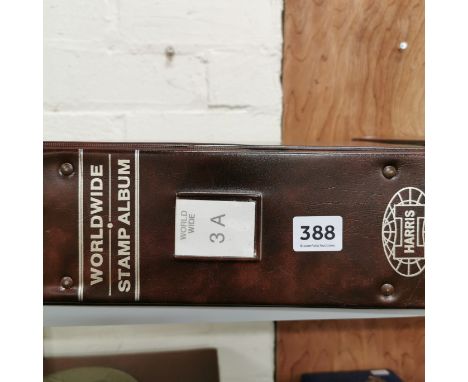 WORLDWIDE
STAMP ALBUM
WORLD
WIDE
3 A
388
HARRIS